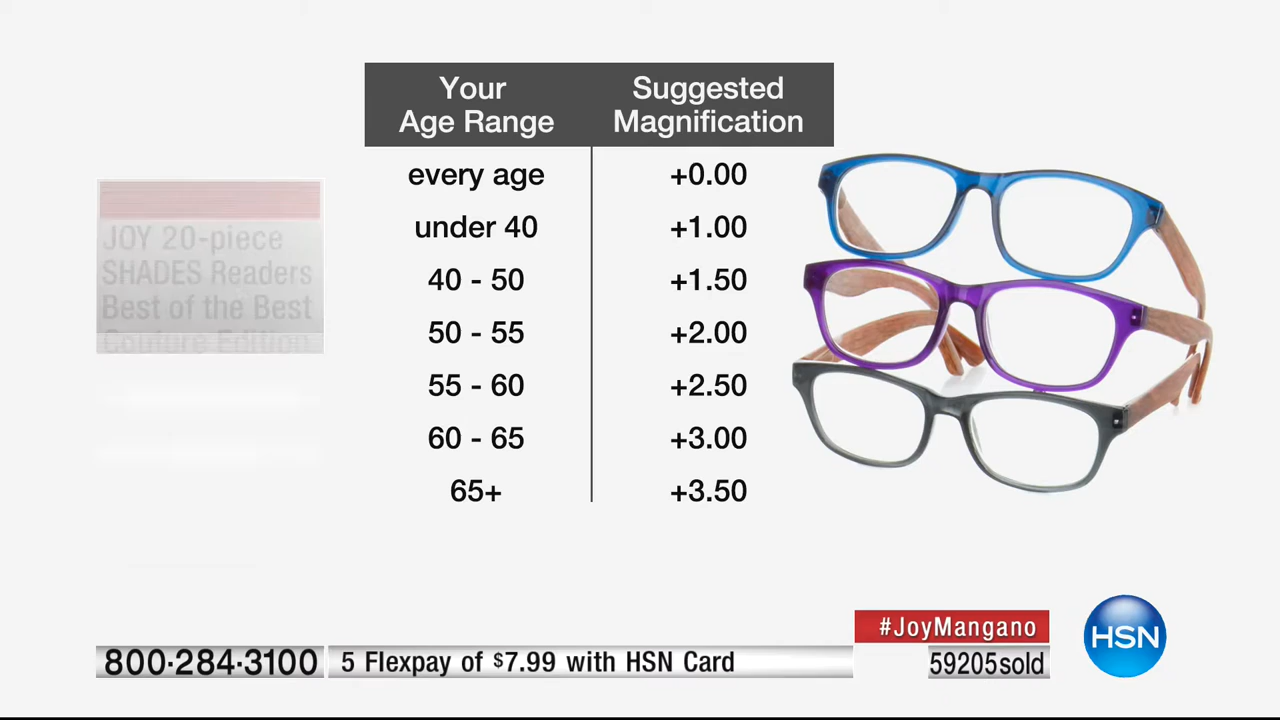 Your Age Range
Suggested Magnification
every age +0.00
under 40 +1.00
40 - 50 +1.50
50 - 55 +2.00
55 - 60 +2.50
60 - 65 +3.00
65+ +3.50
JOY 20-piece
SHADES Readers
Best of the Best
Couture Edition
#JoyMangano
HSN
800·284·3100
5 Flexpay of $7.99 with HSN Card
59205sold